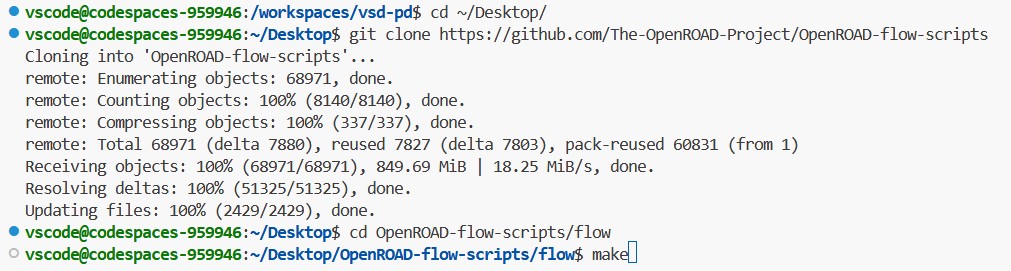 vscode@codespaces-959946:/workspaces/vsd-pd$ cd ~/Desktop/
vscode@codespaces-959946:~/Desktop$ git clone https://github.com/The-OpenROAD-Project/OpenROAD-flow-scripts
Cloning into 'OpenROAD-flow-scripts'...
remote: Enumerating objects: 68971, done.
remote: Counting objects: 100% (8140/8140), done.
remote: Compressing objects: 100% (337/337), done.
remote: Total 68971 (delta 7880), reused 7827 (delta 7803), pack-reused 60831 (from 1)
Receiving objects: 100% (68971/68971), 849.69 MiB | 18.25 MiB/s, done.
Resolving deltas: 100% (51325/51325), done.
Updating files: 100% (2429/2429), done.
vscode@codespaces-959946:~/Desktop$ cd OpenROAD-flow-scripts/flow
vscode@codespaces-959946:~/Desktop/OpenROAD-flow-scripts/flow$ make